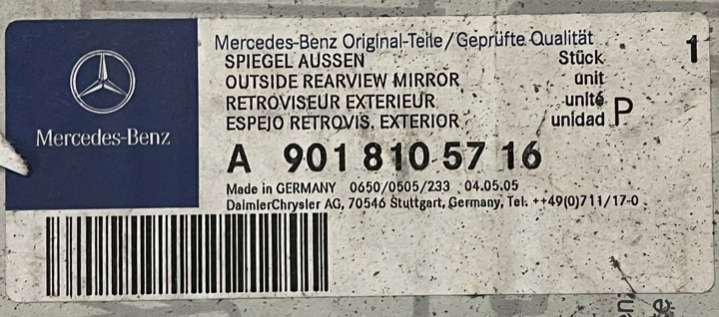 Mercedes-Benz
Mercedes-Benz Original-Teile/Geprüfte Qualität
SPIEGEL AUSSEN Stück 1
OUTSIDE REARVIEW MIRROR unit
RETROVISEUR EXTERIEUR unité
ESPEJO RETROVIS. EXTERIOR unidad P
A 901 810 57 16
Made in GERMANY 0650/0505/233 04.05.05
DaimlerChrysler AG, 70546 Stuttgart, Germany, Tel. ++49(0)711/17-0